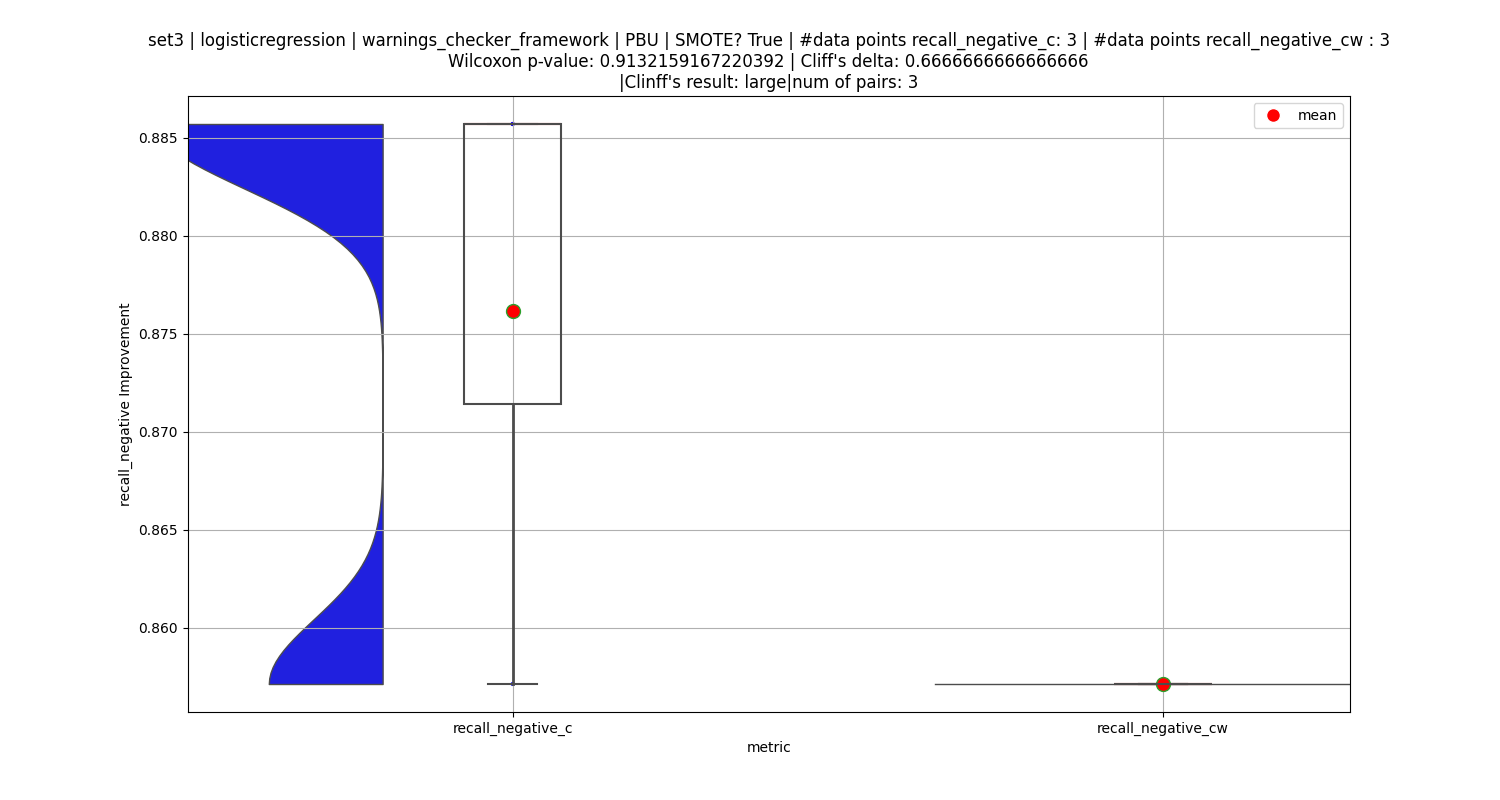 set3 | logisticregression | warnings_checker_framework | PBU | SMOTE? True | #data points recall_negative_c: 3 | #data points recall_negative_cw : 3
Wilcoxon p-value: 0.9132159167220392 | Cliff's delta: 0.6666666666666666
|Clinff's result: large|num of pairs: 3
mean
0.885
0.880
0.875
0.870
0.865
0.860
recall_negative Improvement
recall_negative_c
recall_negative_cw
metric